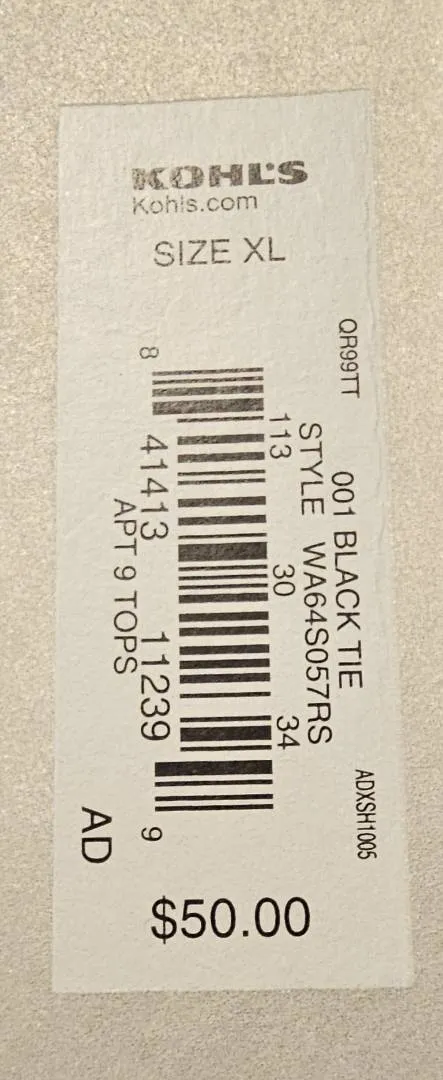 KOHL'S
Kohls.com
SIZE XL
QR99TT
001 BLACK TIE
STYLE WA64S057RS
113 30 34
8 41413 11239 9
APT 9 TOPS
ADXSH1005
AD
$50.00